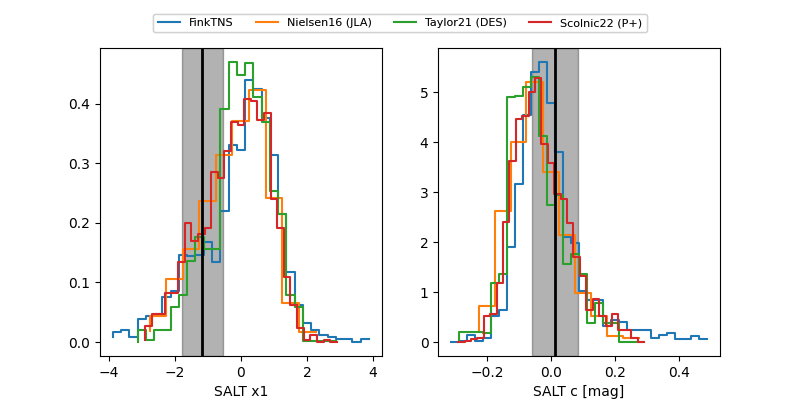 FinkTNS Nielsen16 (JLA) Taylor21 (DES) Scolnic22 (P+)
0.4
0.3
0.2
0.1
0.0
−4 −2 0 2 4
SALT x1
5
4
3
2
1
0
−0.2 0.0 0.2 0.4
SALT c [mag]